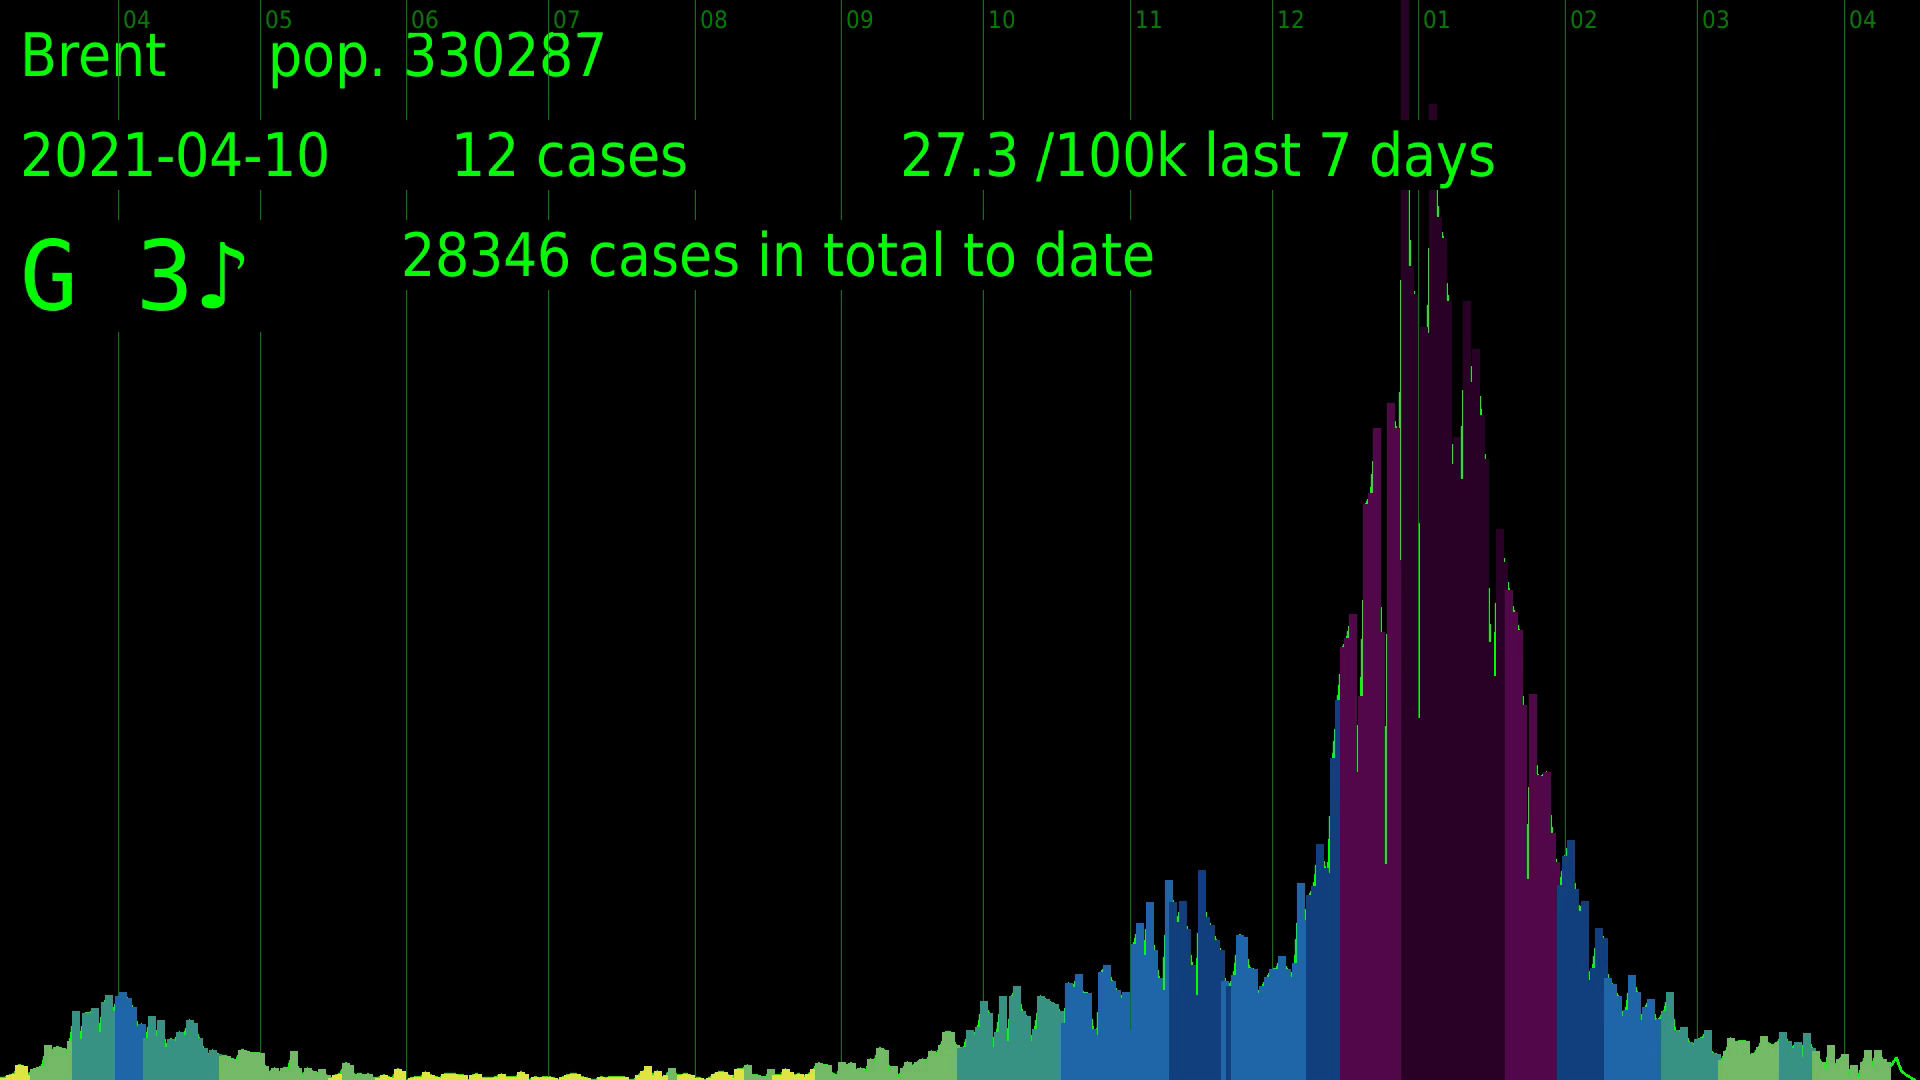 04 05 06 07 08 09 10 11 12 01 02 03 04
Brent pop. 330287
2021-04-10 12 cases 27.3 /100k last 7 days
G 3♪ 28346 cases in total to date